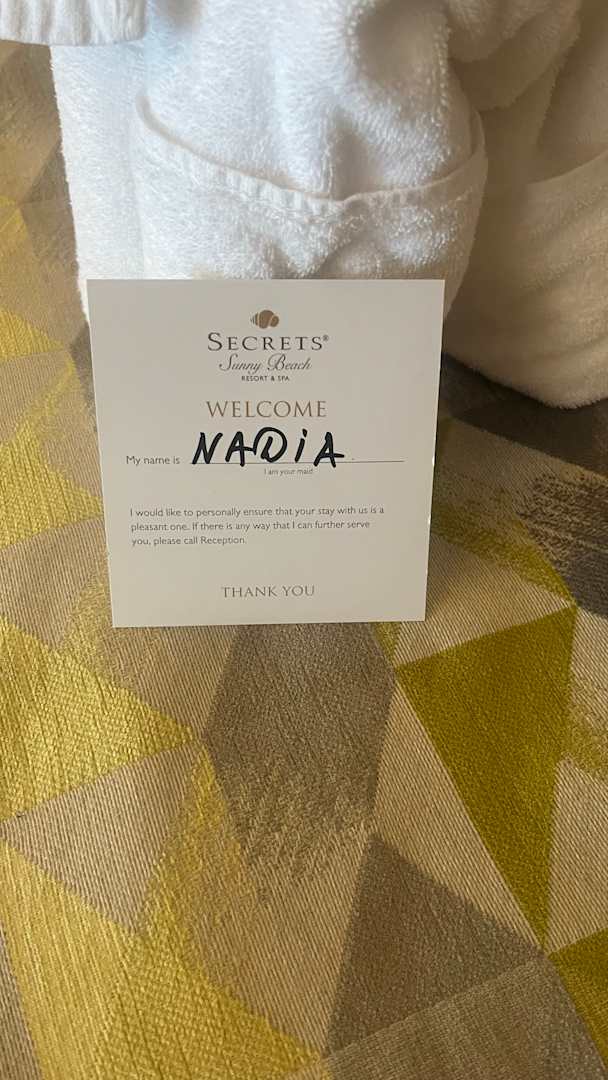 SECRETS®
Sunny Beach
RESORT & SPA
WELCOME
My name is NADIA
I am your maid
I would like to personally ensure that your stay with us is a
pleasant one. If there is any way that I can further serve
you, please call Reception.
THANK YOU